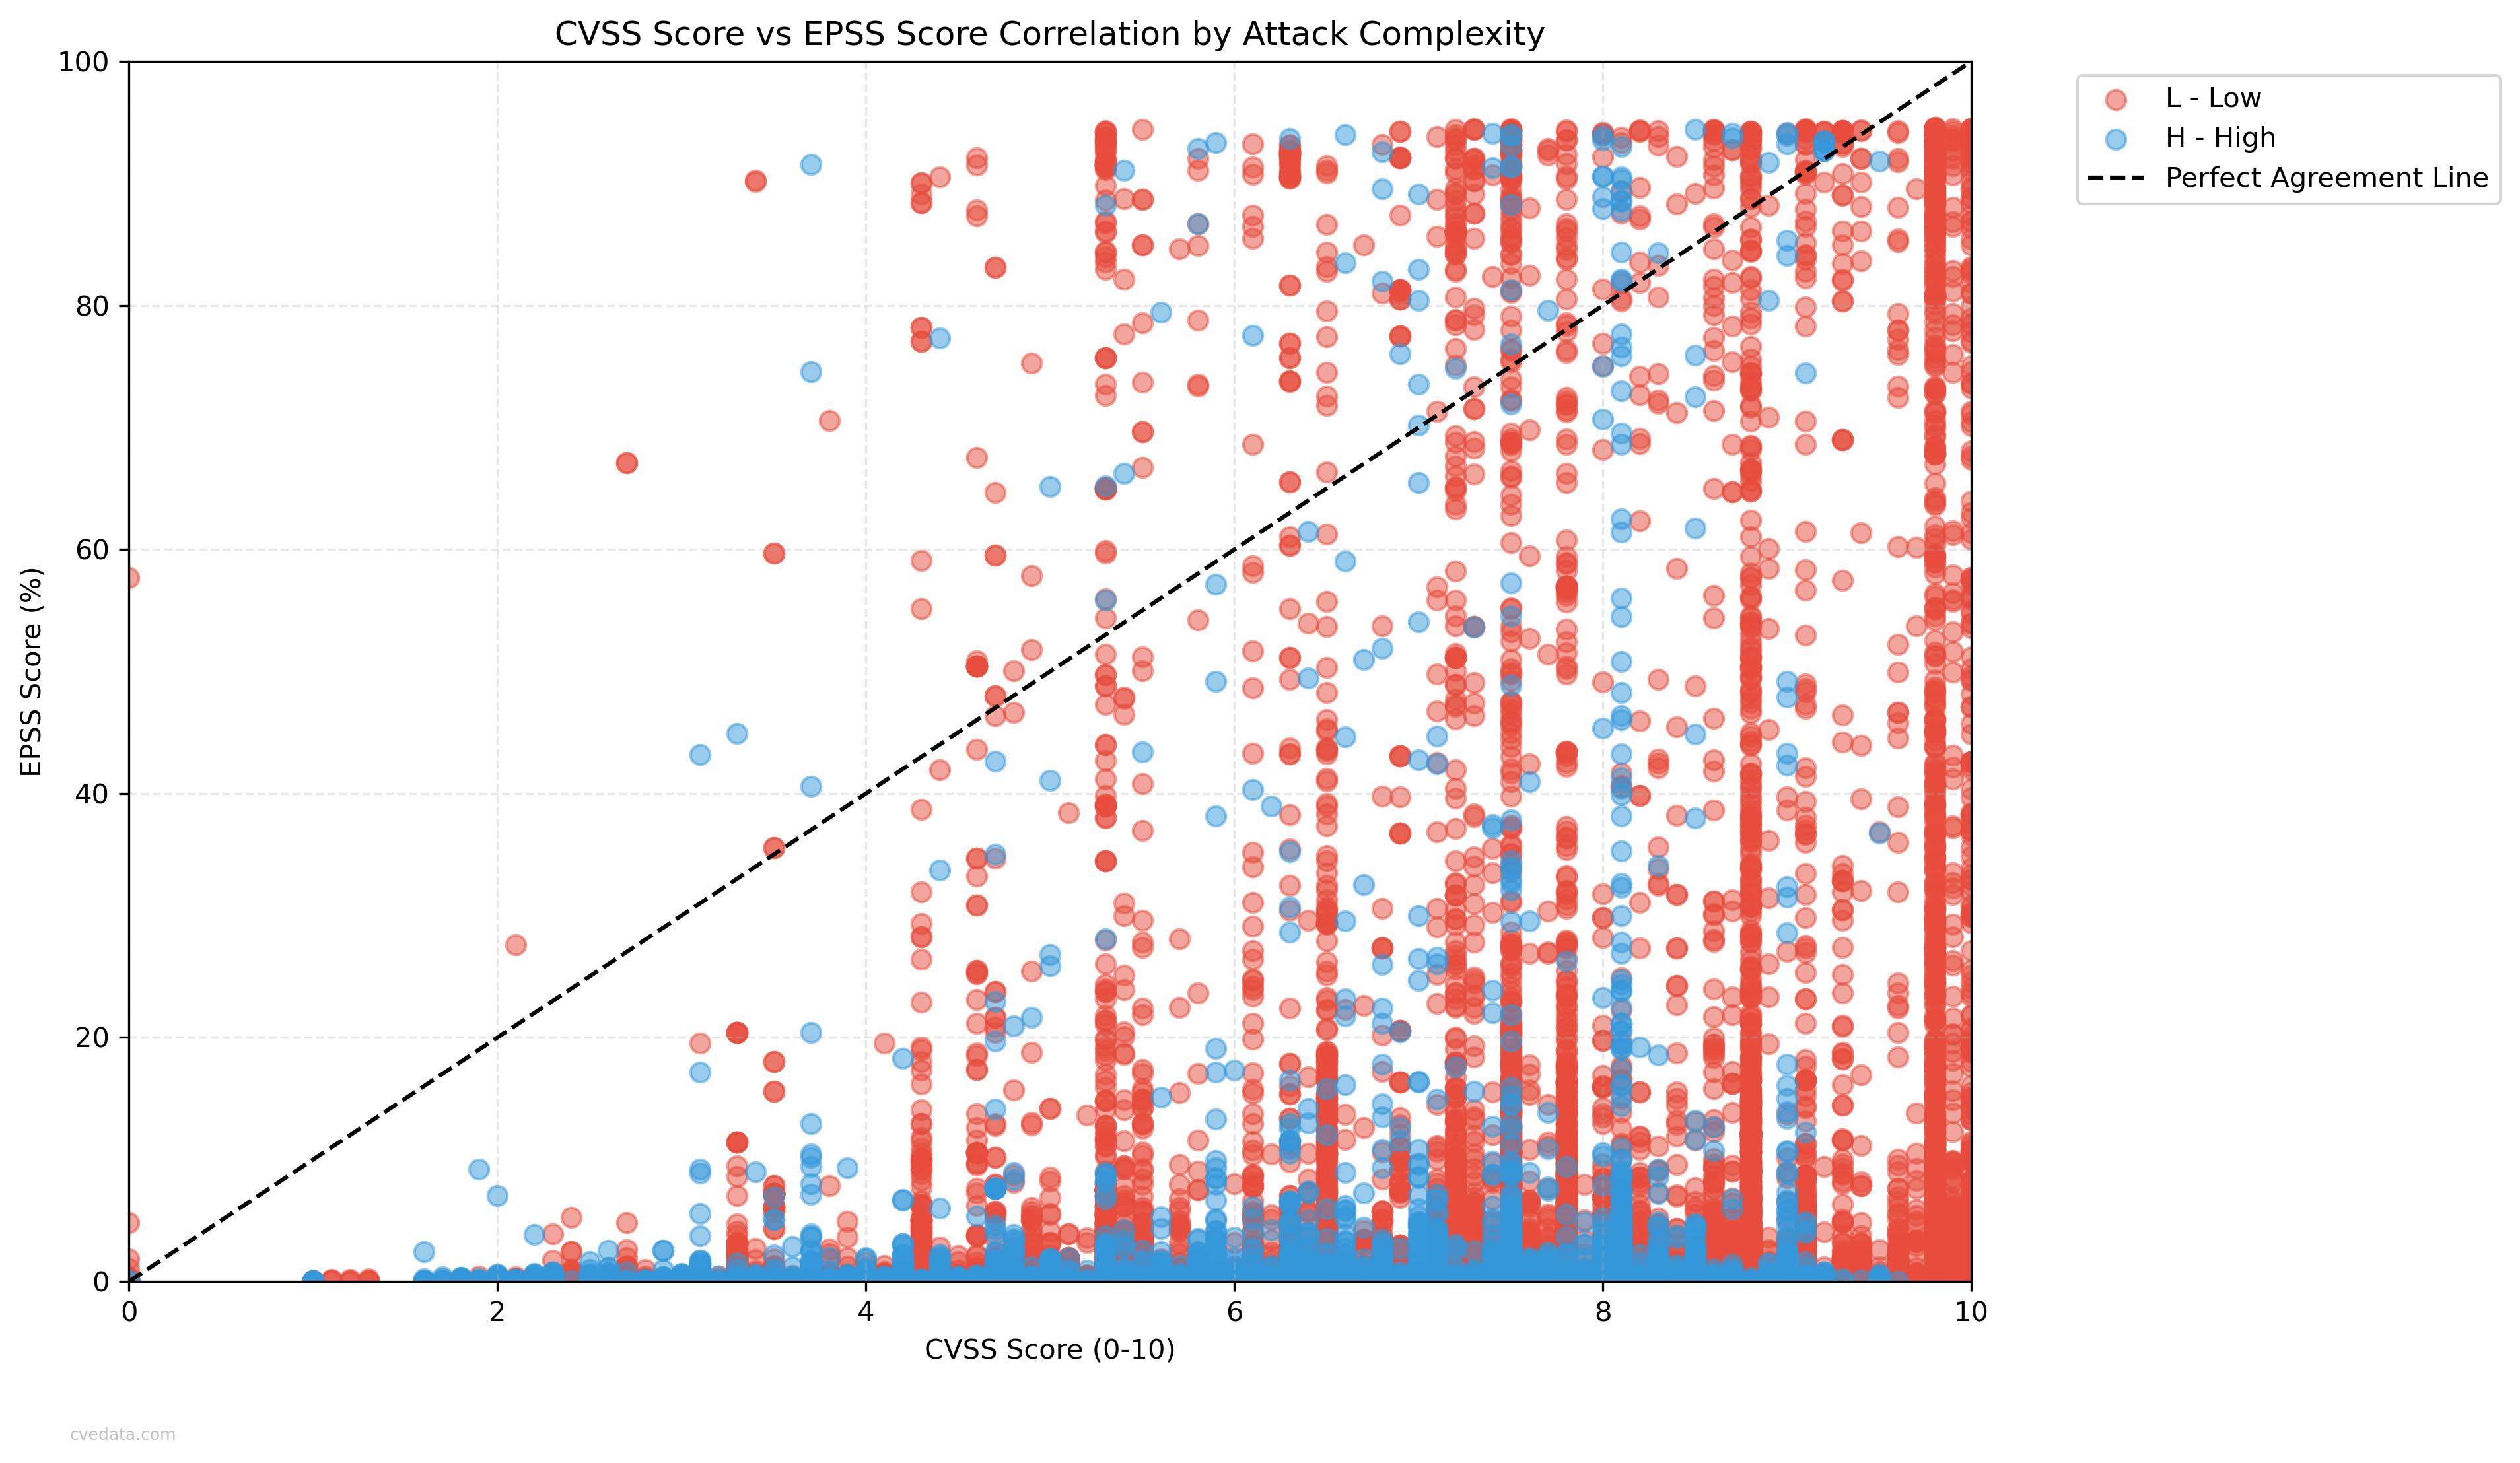 CVSS Score vs EPSS Score Correlation by Attack Complexity
L - Low
H - High
Perfect Agreement Line
EPSS Score (%)
100
80
60
40
20
0
0 2 4 6 8 10
CVSS Score (0-10)
cvedata.com